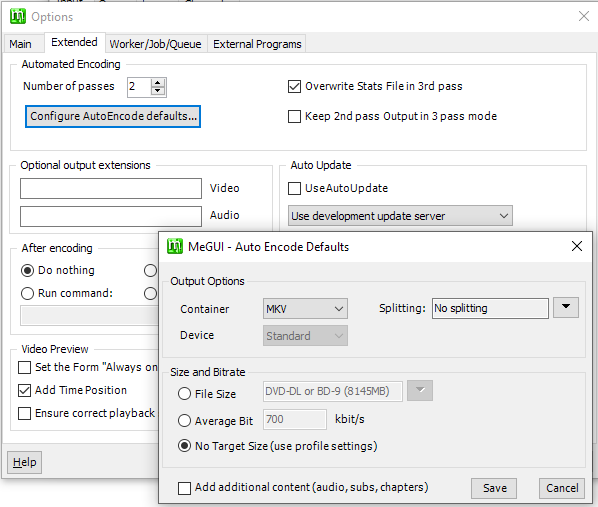 Options
Main Extended Worker/Job/Queue External Programs
Automated Encoding
Number of passes 2
Overwrite Stats File in 3rd pass
Configure AutoEncode defaults...
Keep 2nd pass Output in 3 pass mode
Optional output extensions
Video
Audio
Auto Update
UseAutoUpdate
Use development update server
After encoding
Do nothing
Run command:
Video Preview
Set the Form "Always on
Add Time Position
Ensure correct playback
Help
MeGUI - Auto Encode Defaults
Output Options
Container MKV Splitting: No splitting
Device Standard
Size and Bitrate
File Size DVD-DL or BD-9 (8145MB)
Average Bit 700 kbit/s
No Target Size (use profile settings)
Add additional content (audio, subs, chapters) Save Cancel